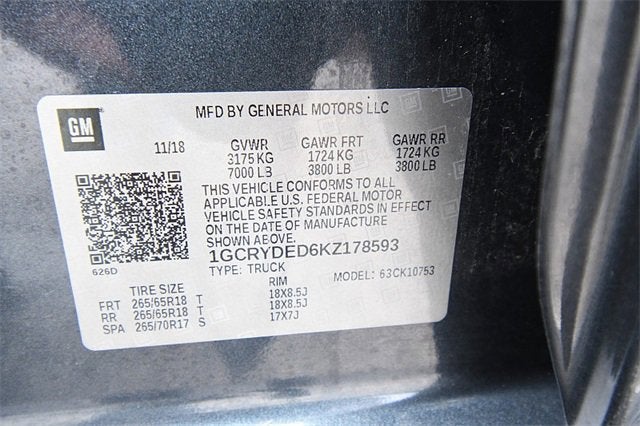 GM
MFD BY GENERAL MOTORS LLC
11/18 GVWR GAWR FRT GAWR RR
3175 KG 1724 KG 1724 KG
7000 LB 3800 LB 3800 LB
THIS VEHICLE CONFORMS TO ALL
APPLICABLE U.S. FEDERAL MOTOR
VEHICLE SAFETY STANDARDS IN EFFECT
ON THE DATE OF MANUFACTURE
SHOWN ABOVE.
1GCRYDED6KZ178593
626D
TYPE: TRUCK MODEL: 63CK10753
TIRE SIZE RIM
FRT 265/65R18 T 18X8.5J
RR 265/65R18 T 18X8.5J
SPA 265/70R17 S 17X7J